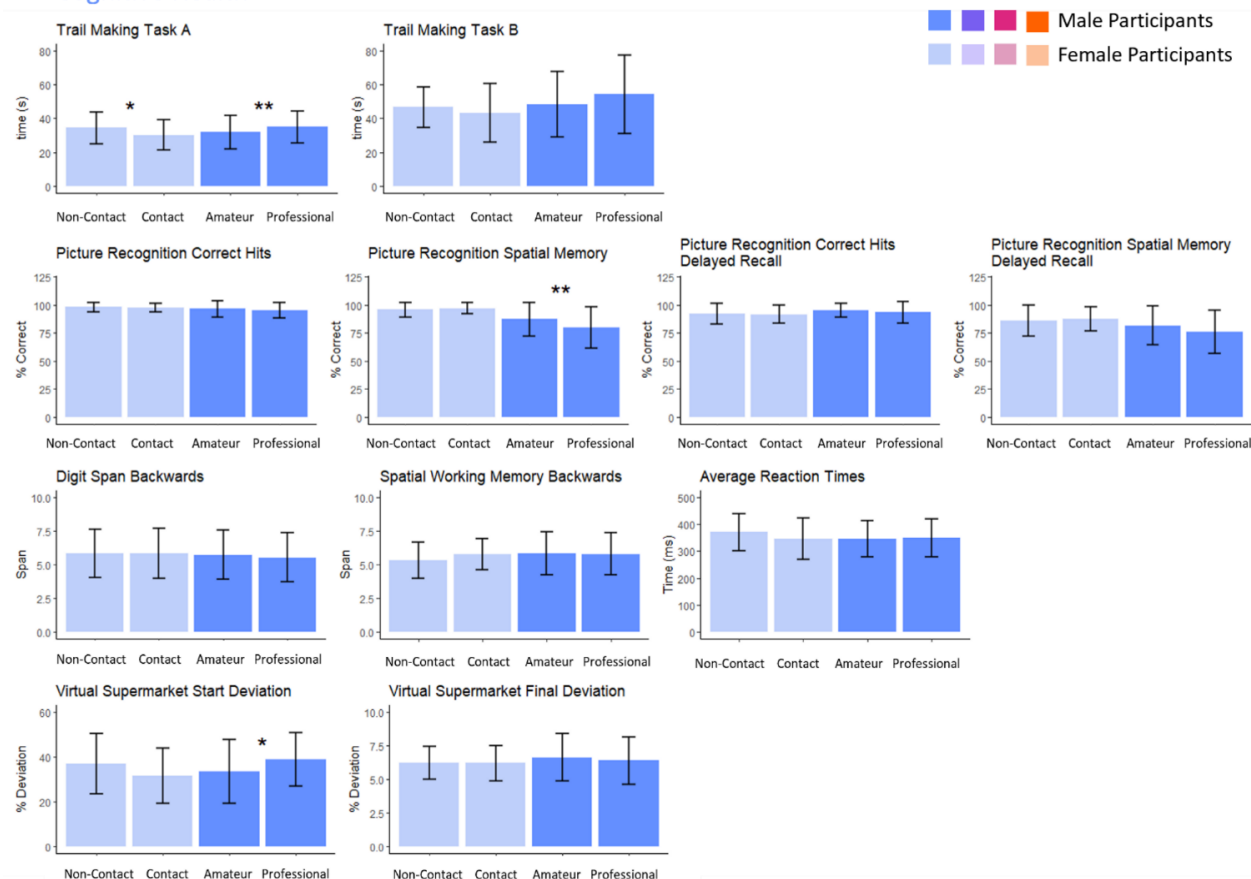 Male Participants
Female Participants
Trail Making Task A
Trail Making Task B
time (s)
80
60
40
20
0
* **
Non-Contact Contact Amateur Professional
time (s)
80
60
40
20
0
Non-Contact Contact Amateur Professional
Picture Recognition Correct Hits
% Correct
125
100
75
50
25
0
Non-Contact Contact Amateur Professional
Picture Recognition Spatial Memory
% Correct
125
100
75
50
25
0
**
Non-Contact Contact Amateur Professional
Picture Recognition Correct Hits
Delayed Recall
% Correct
125
100
75
50
25
0
Non-Contact Contact Amateur Professional
Picture Recognition Spatial Memory
Delayed Recall
% Correct
125
100
75
50
25
0
Non-Contact Contact Amateur Professional
Digit Span Backwards
Span
10.0
7.5
5.0
2.5
0.0
Non-Contact Contact Amateur Professional
Spatial Working Memory Backwards
Span
10.0
7.5
5.0
2.5
0.0
Non-Contact Contact Amateur Professional
Average Reaction Times
Time (ms)
500
400
300
200
100
0
Non-Contact Contact Amateur Professional
Virtual Supermarket Start Deviation
% Deviation
60
40
20
0
*
Non-Contact Contact Amateur Professional
Virtual Supermarket Final Deviation
% Deviation
10.0
7.5
5.0
2.5
0.0
Non-Contact Contact Amateur Professional